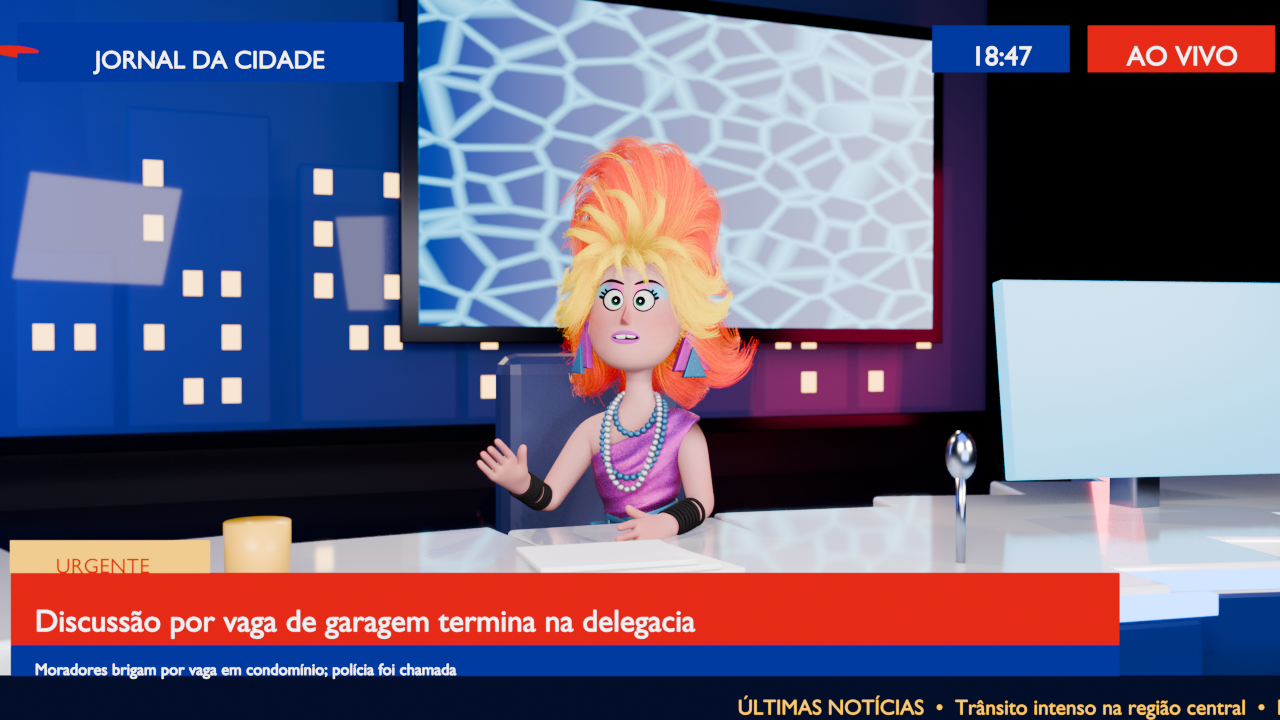 JORNAL DA CIDADE
18:47
AO VIVO
URGENTE
Discussão por vaga de garagem termina na delegacia
Moradores brigam por vaga em condomínio; polícia foi chamada
ÚLTIMAS NOTÍCIAS • Trânsito intenso na região central •